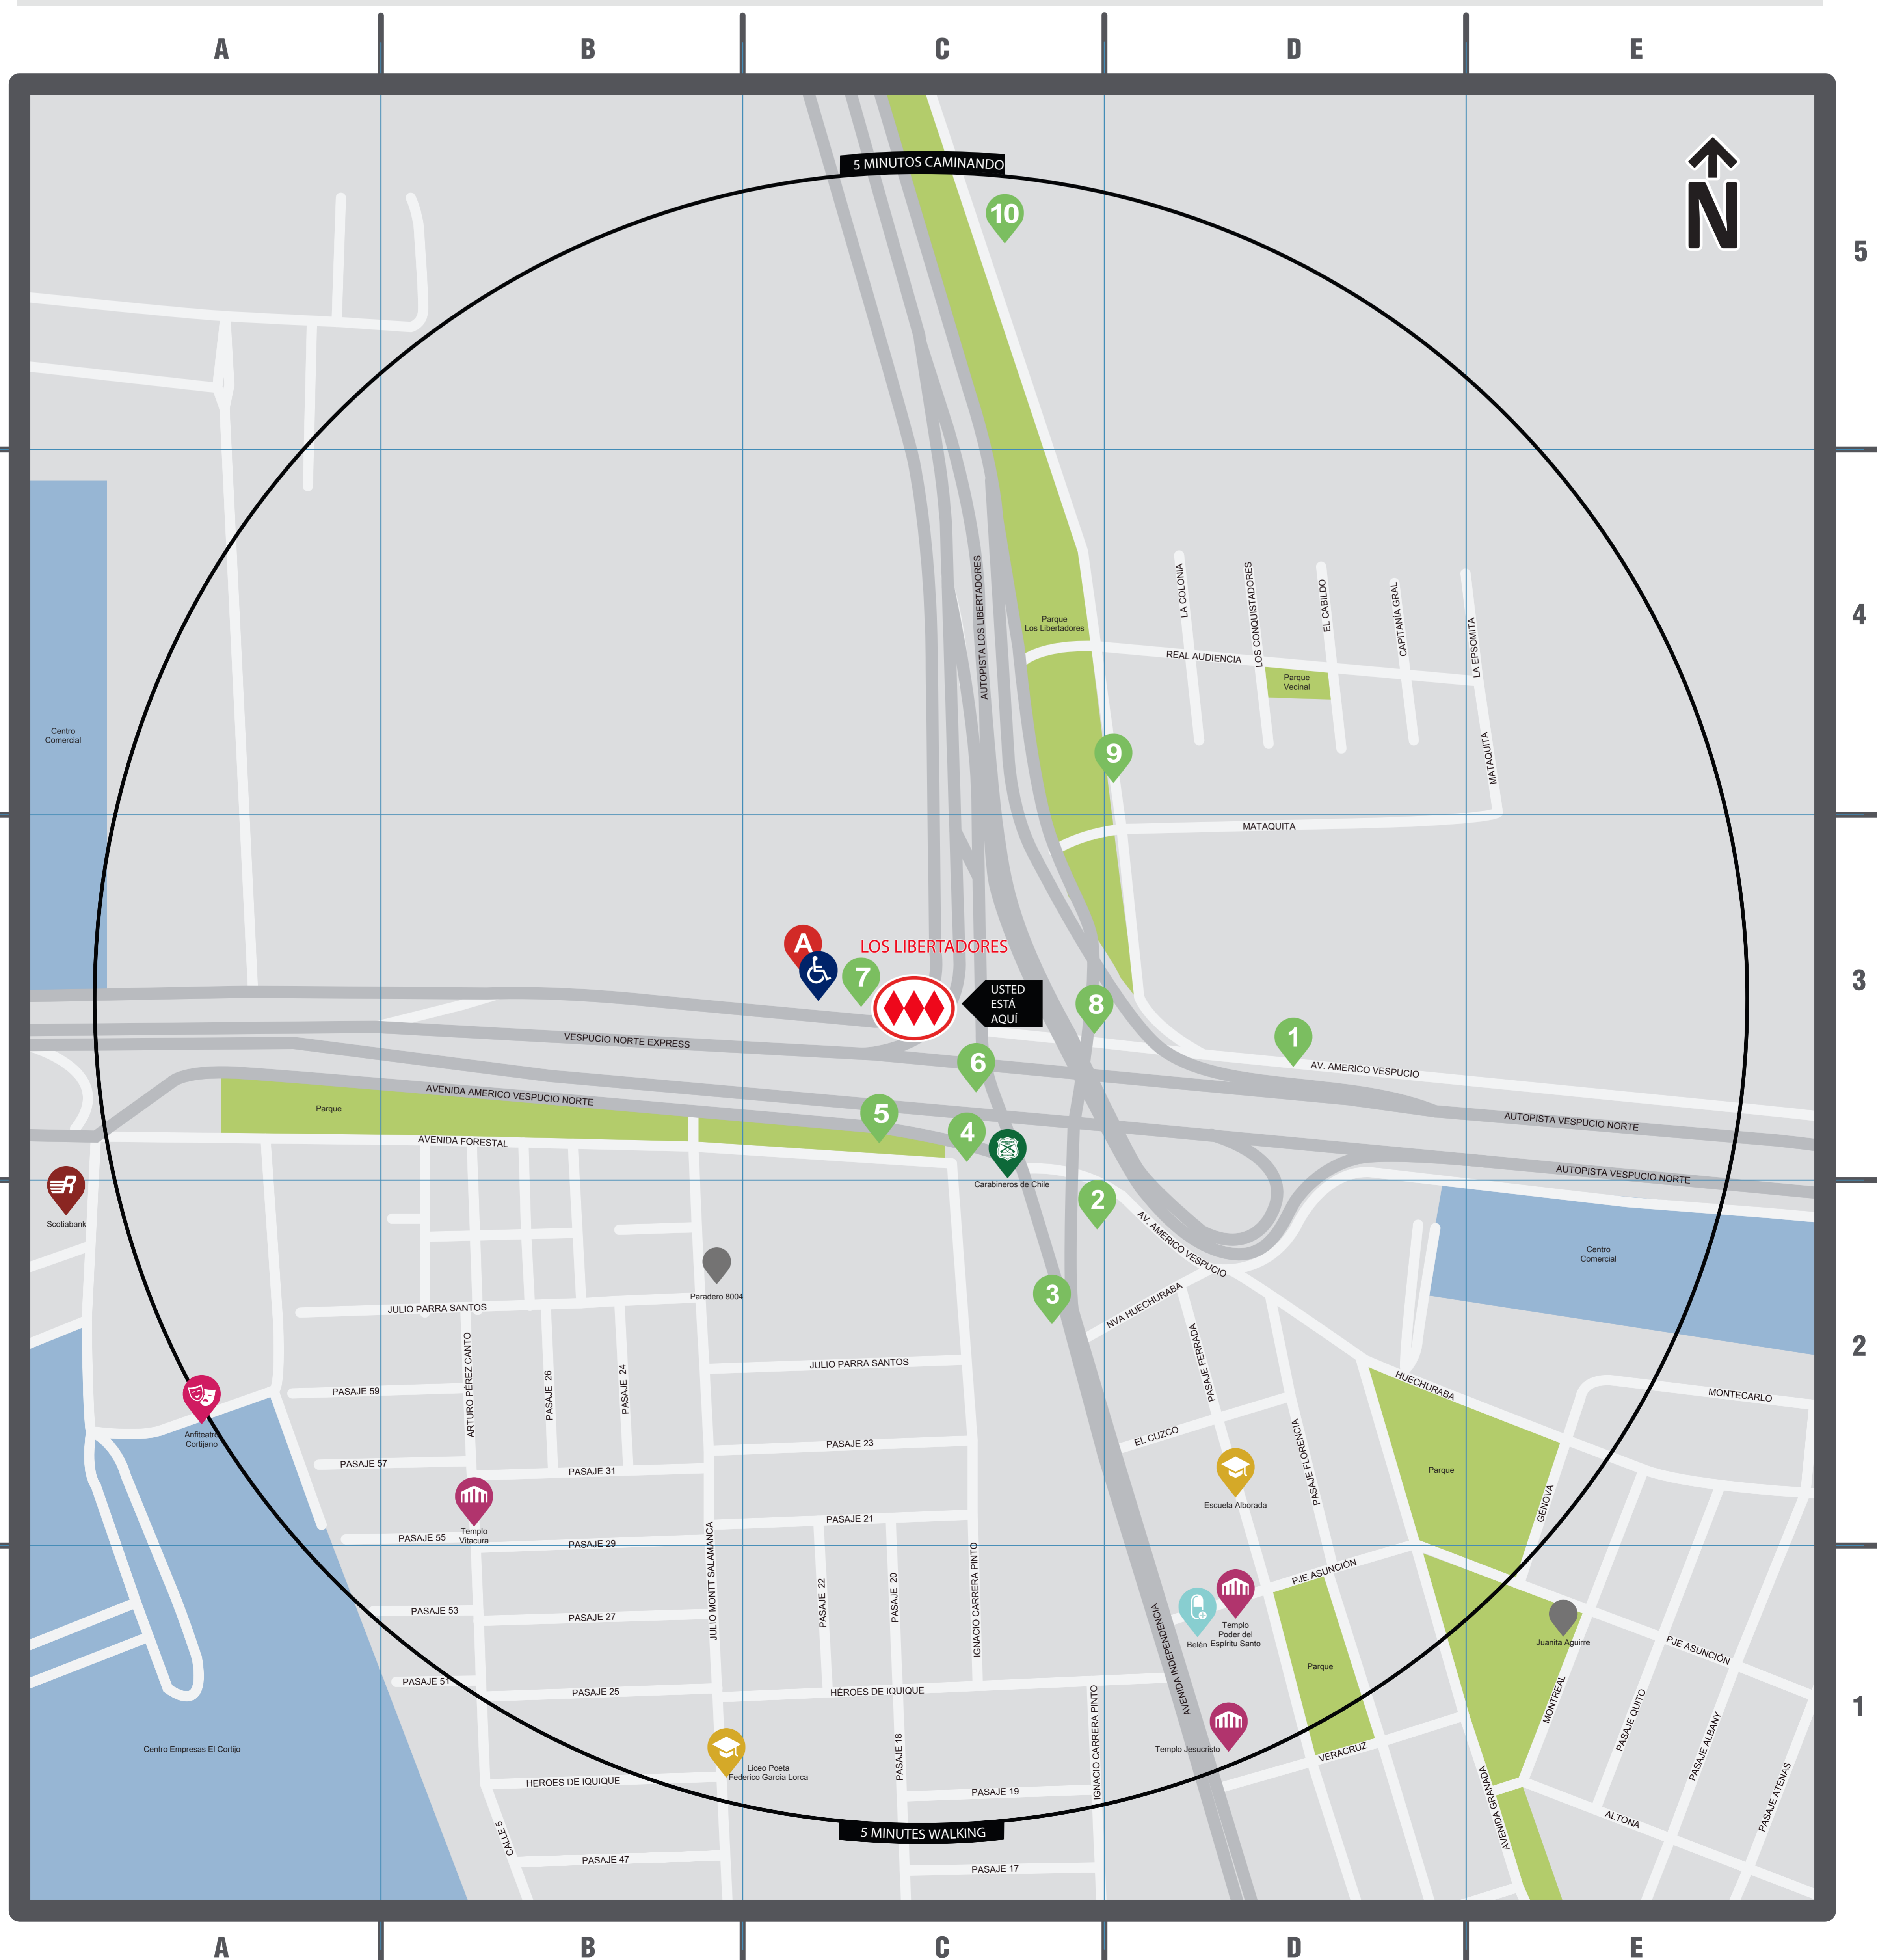 A
B
C
D
E
5 MINUTOS CAMINANDO
N
10
5
LA COLONIA
LOS CONQUISTADORES
EL CABILDO
CAPITANÍA GRAL
LA EPSOMITA
AUTOPISTA LOS LIBERTADORES
Parque
Los Libertadores
4
REAL AUDIENCIA
Parque
Vecinal
Centro
Comercial
MATAQUITA
9
MATAQUITA
A
LOS LIBERTADORES
7
USTED
ESTÁ
AQUÍ
3
8
1
VESPUCIO NORTE EXPRESS
6
AV. AMERICO VESPUCIO
AVENIDA AMERICO VESPUCIO NORTE
Parque
5
AUTOPISTA VESPUCIO NORTE
4
AVENIDA FORESTAL
AUTOPISTA VESPUCIO NORTE
Carabineros de Chile
R
Scotiabank
2
AV. AMERICO VESPUCIO
Centro
Comercial
Paradero 8004
3
NVA HUECHURABA
JULIO PARRA SANTOS
2
ARTURO PÉREZ CANTO
PASAJE FERRADA
JULIO PARRA SANTOS
PASAJE 59
PASAJE 26
PASAJE 24
HUECHURABA
MONTECARLO
Anfiteatro
Cortijano
EL CUZCO
PASAJE FLORENCIA
PASAJE 23
PASAJE 57
PASAJE 31
Parque
Escuela Alborada
GÉNOVA
PASAJE 21
Templo
Vitacura
PASAJE 55
PASAJE 29
JULIO MONTT SALAMANCA
IGNACIO CARRERA PINTO
PJE ASUNCIÓN
PASAJE 22
PASAJE 20
PASAJE 53
PASAJE 27
AVENIDA INDEPENDENCIA
Templo
Poder del
Espíritu Santo
Belén
Juanita Aguirre
PJE ASUNCIÓN
Parque
PASAJE 51
PASAJE 25
HÉROES DE IQUIQUE
IGNACIO CARRERA PINTO
MONTREAL
PASAJE QUITO
1
PASAJE ALBANY
Centro Empresas El Cortijo
Templo Jesucristo
VERACRUZ
PASAJE 18
Liceo Poeta
Federico García Lorca
HEROES DE IQUIQUE
PASAJE 19
AVENIDA GRANADA
ALTONA
PASAJE ATENAS
CALLE 5
5 MINUTES WALKING
PASAJE 47
PASAJE 17
A
B
C
D
E